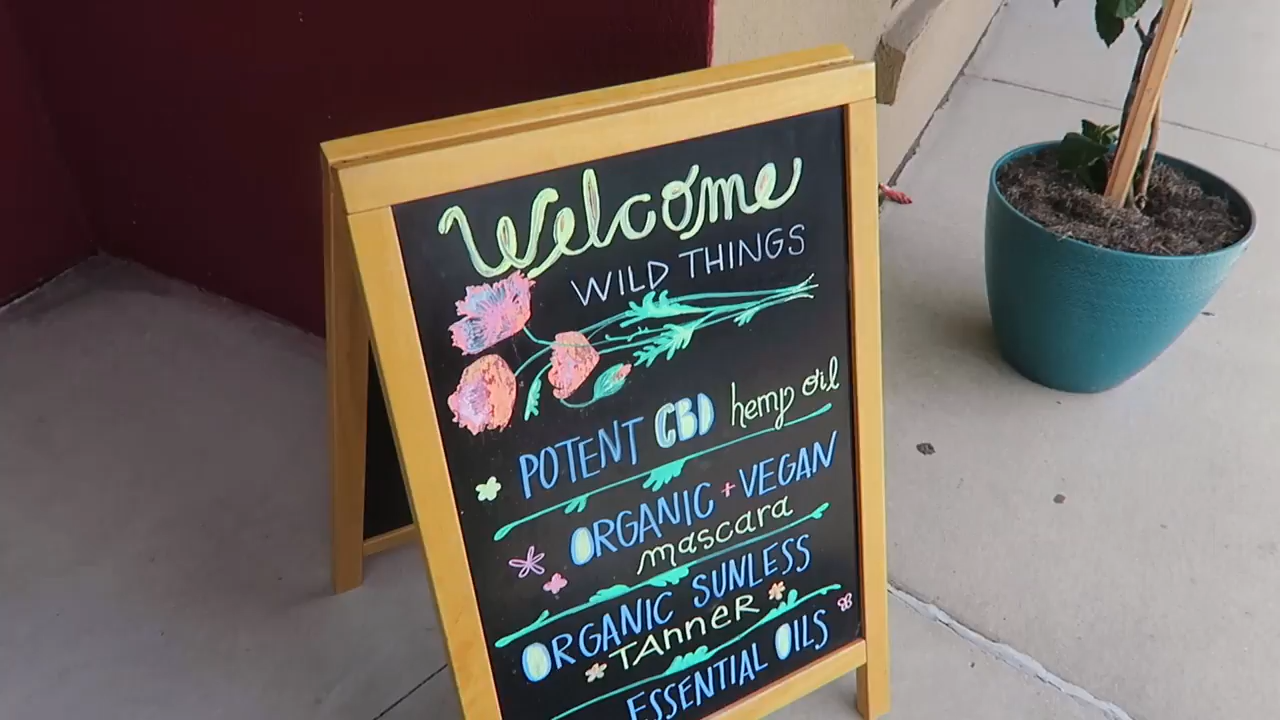 Welcome
WILD THINGS
POTENT CBD hemp oil
ORGANIC + VEGAN
mascara
ORGANIC SUNLESS
TANNER
ESSENTIAL OILS